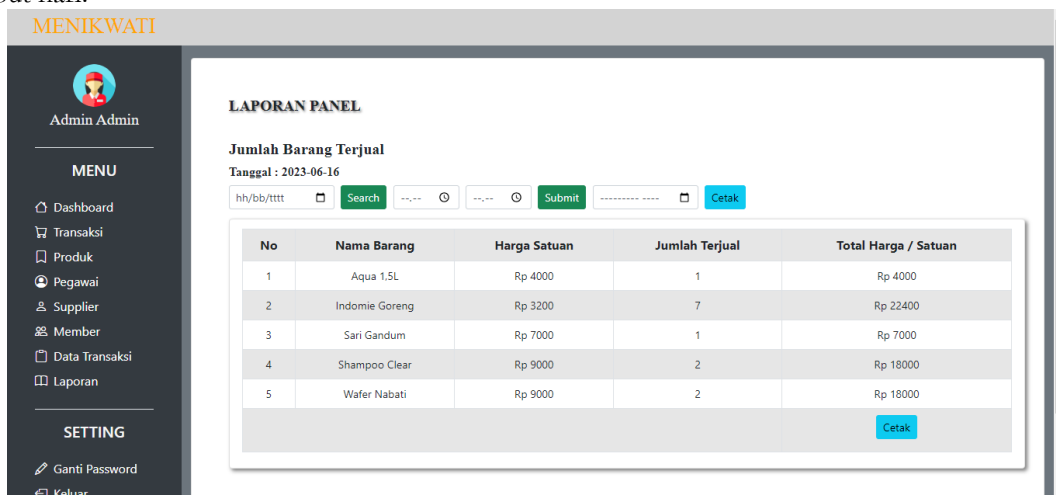 MENIKWATI
Admin Admin
MENU
Dashboard
Transaksi
Produk
Pegawai
Supplier
Member
Data Transaksi
Laporan
SETTING
Ganti Password
Keluar
LAPORAN PANEL
Jumlah Barang Terjual
Tanggal : 2023-06-16
hh/bb/tttt Search --.-- --.-- Submit --------- ---- Cetak
No Nama Barang Harga Satuan Jumlah Terjual Total Harga / Satuan
1 Aqua 1,5L Rp 4000 1 Rp 4000
2 Indomie Goreng Rp 3200 7 Rp 22400
3 Sari Gandum Rp 7000 1 Rp 7000
4 Shampoo Clear Rp 9000 2 Rp 18000
5 Wafer Nabati Rp 9000 2 Rp 18000
Cetak